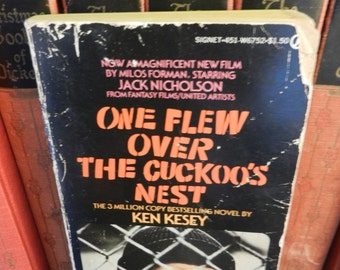 SIGNET·451·W6752·$1.50
NOW A MAGNIFICENT NEW FILM
BY MILOS FORMAN. STARRING
JACK NICHOLSON
FROM FANTASY FILMS/UNITED ARTISTS
ONE FLEW
OVER
THE CUCKOO'S
NEST
THE 3 MILLION COPY BESTSELLING NOVEL BY
KEN KESEY